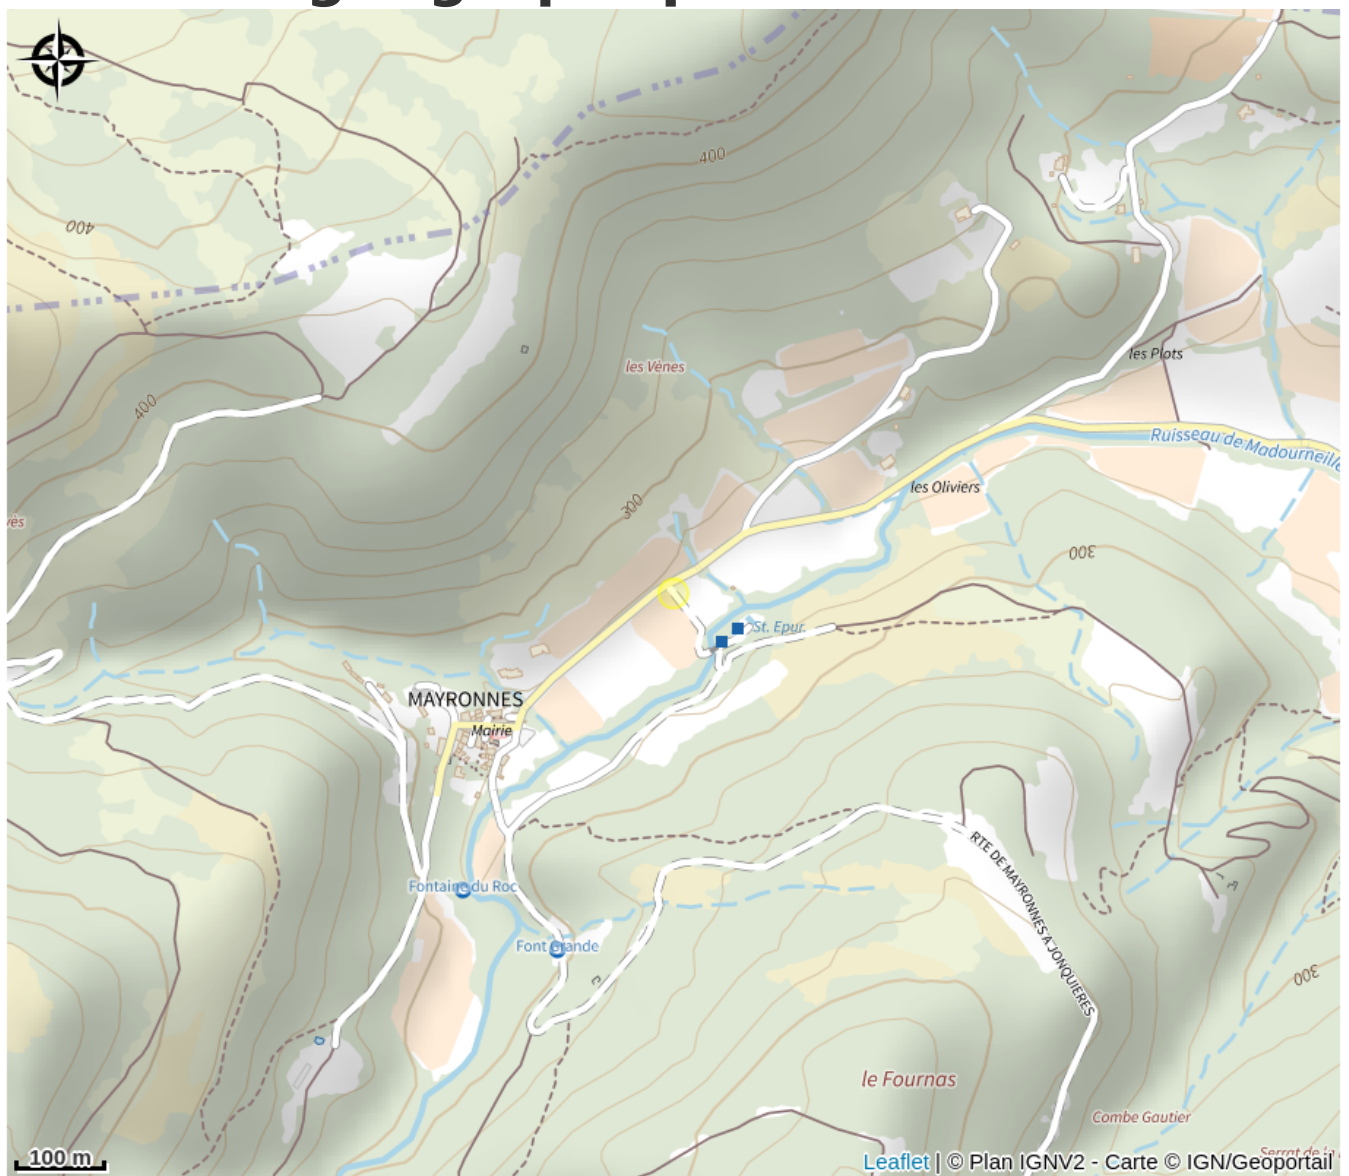 400
400
les Vènes
les Plots
400
Ruisseau de Madourneille
les Oliviers
300
300
St. Epur.
MAYRONNES
Mairie
RTE DE MAYRONNES A JONQUIERES
Fontaine du Roc
Font Grande
300
le Fournas
Combe Gautier
100 m
Leaflet | © Plan IGNV2 - Carte © IGN/Geoportail